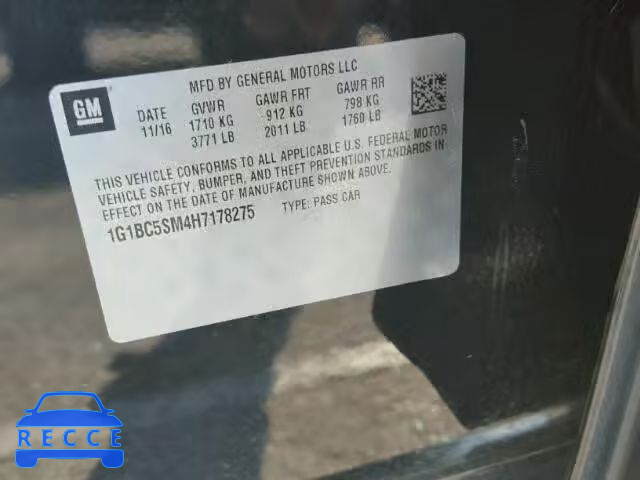 GM
MFD BY GENERAL MOTORS LLC
DATE GVWR GAWR FRT GAWR RR
11/16 1710 KG 912 KG 798 KG
3771 LB 2011 LB 1760 LB
THIS VEHICLE CONFORMS TO ALL APPLICABLE U.S. FEDERAL MOTOR
VEHICLE SAFETY, BUMPER, AND THEFT PREVENTION STANDARDS IN
EFFECT ON THE DATE OF MANUFACTURE SHOWN ABOVE.
1G1BC5SM4H7178275 TYPE: PASS CAR
RECCE